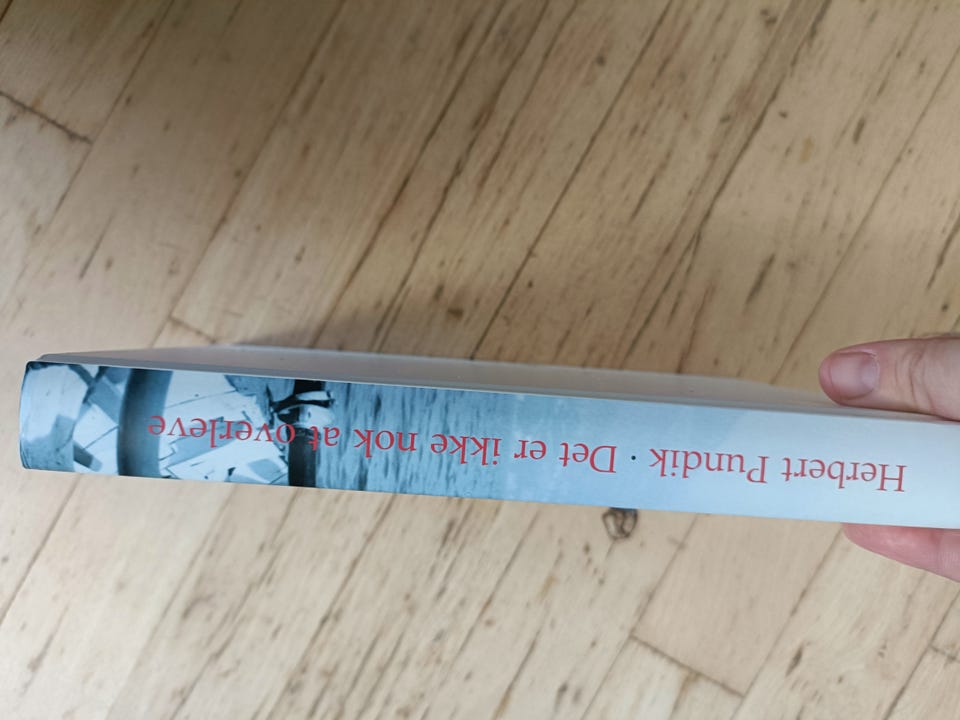 Herbert Pundik · Det er ikke nok at overleve